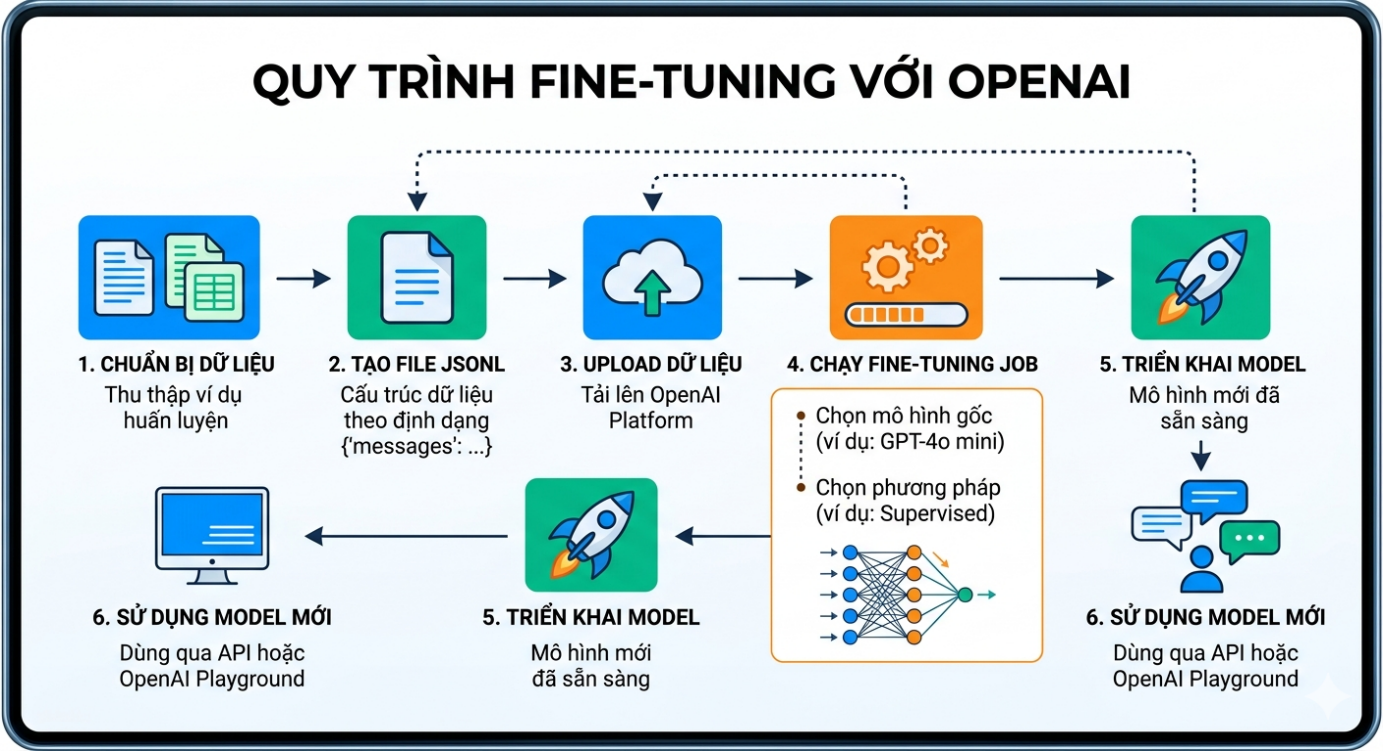 QUY TRÌNH FINE-TUNING VỚI OPENAI
1. CHUẨN BỊ DỮ LIỆU
Thu thập ví dụ
huấn luyện
2. TẠO FILE JSONL
Cấu trúc dữ liệu
theo định dạng
{'messages': ...}
3. UPLOAD DỮ LIỆU
Tải lên OpenAI
Platform
4. CHẠY FINE-TUNING JOB
Chọn mô hình gốc
(ví dụ: GPT-4o mini)
Chọn phương pháp
(ví dụ: Supervised)
5. TRIỂN KHAI MODEL
Mô hình mới đã
sẵn sàng
6. SỬ DỤNG MODEL MỚI
Dùng qua API hoặc
OpenAI Playground
5. TRIỂN KHAI MODEL
Mô hình mới
đã sẵn sàng
6. SỬ DỤNG MODEL MỚI
Dùng qua API hoặc
OpenAI Playground